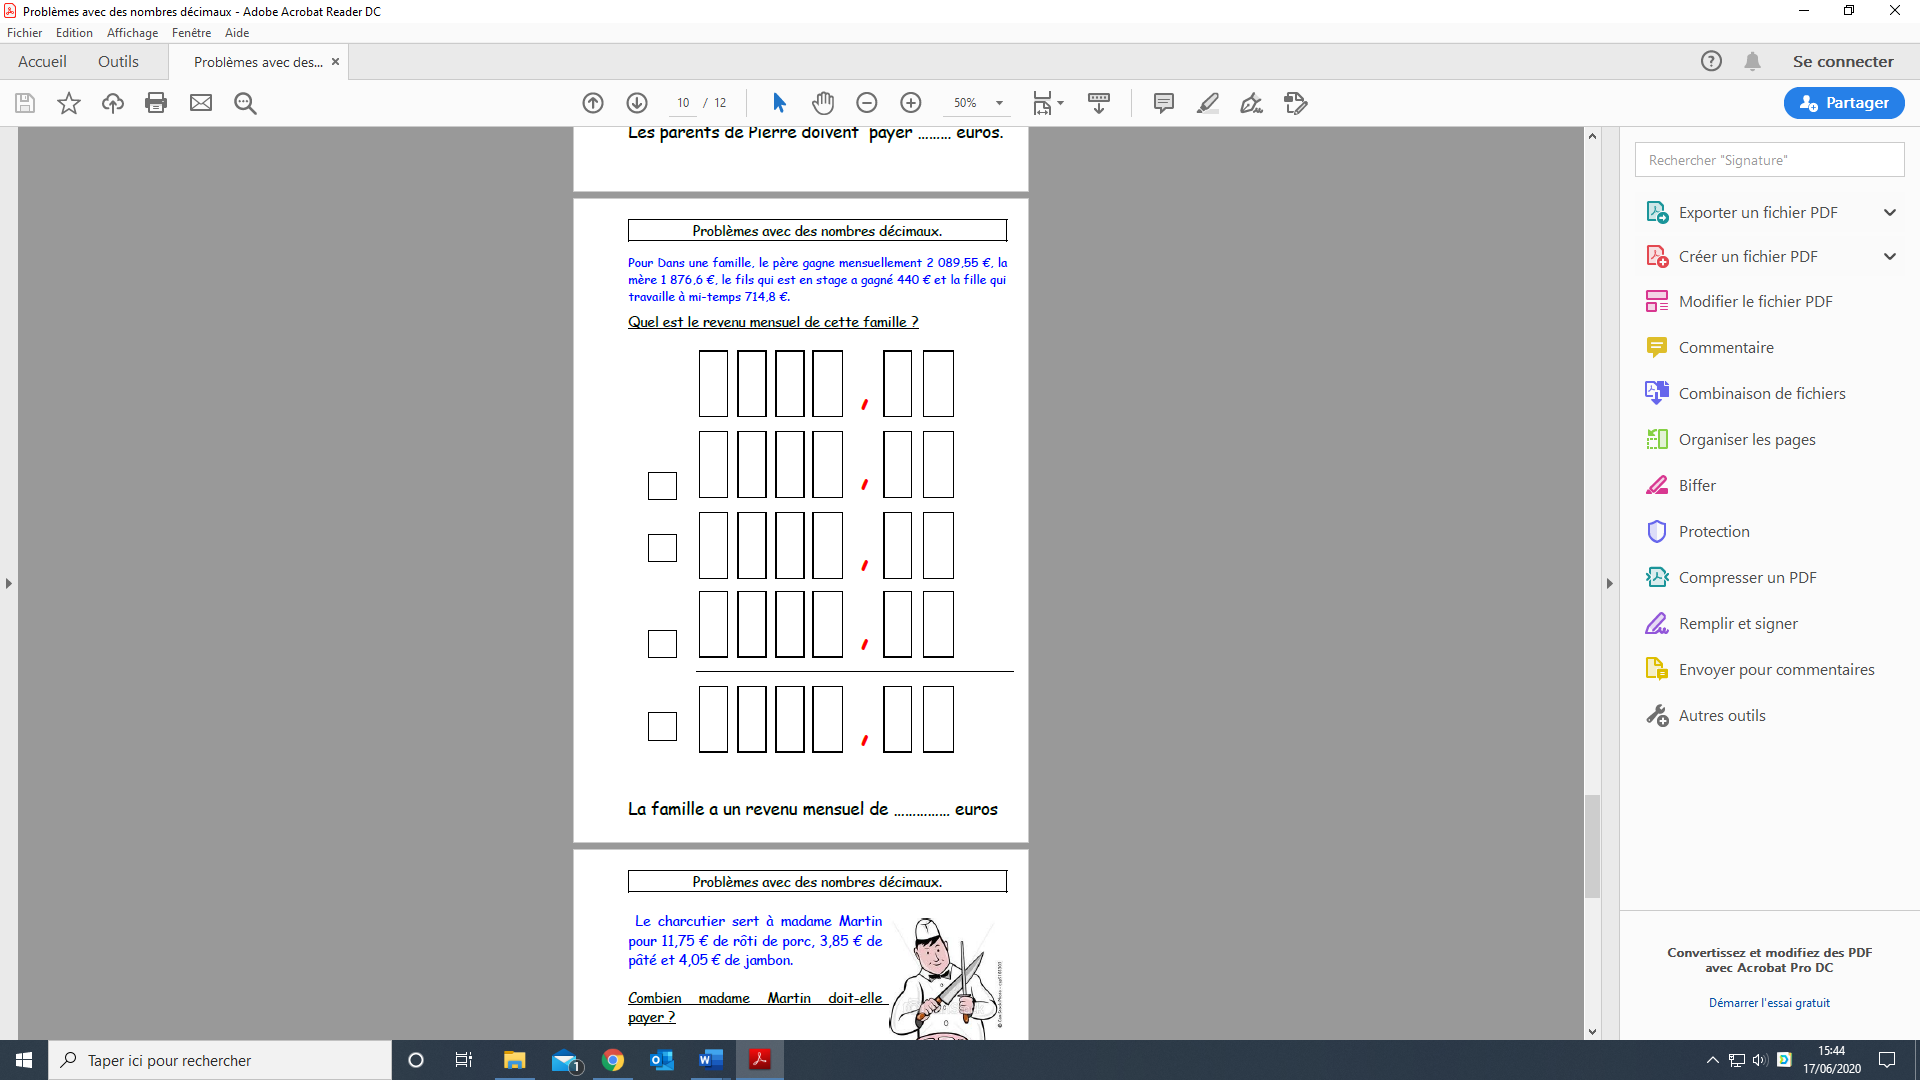 Problèmes avec des nombres décimaux - Adobe Acrobat Reader DC
Fichier Edition Affichage Fenêtre Aide
Accueil Outils Problèmes avec des... × Se connecter
10 / 12 50% Partager
Les parents de Pierre doivent payer ......... euros.
Problèmes avec des nombres décimaux.
Pour Dans une famille, le père gagne mensuellement 2 089,55 €, la
mère 1 876,6 €, le fils qui est en stage a gagné 440 € et la fille qui
travaille à mi-temps 714,8 €.
Quel est le revenu mensuel de cette famille ?
,
,
,
,
,
La famille a un revenu mensuel de ............... euros
Problèmes avec des nombres décimaux.
Le charcutier sert à madame Martin
pour 11,75 € de rôti de porc, 3,85 € de
pâté et 4,05 € de jambon.
Combien madame Martin doit-elle
payer ?
Rechercher "Signature"
Exporter un fichier PDF
Créer un fichier PDF
Modifier le fichier PDF
Commentaire
Combinaison de fichiers
Organiser les pages
Biffer
Protection
Compresser un PDF
Remplir et signer
Envoyer pour commentaires
Autres outils
Convertissez et modifiez des PDF
avec Acrobat Pro DC
Démarrer l'essai gratuit
Taper ici pour rechercher
1
15:44
17/06/2020